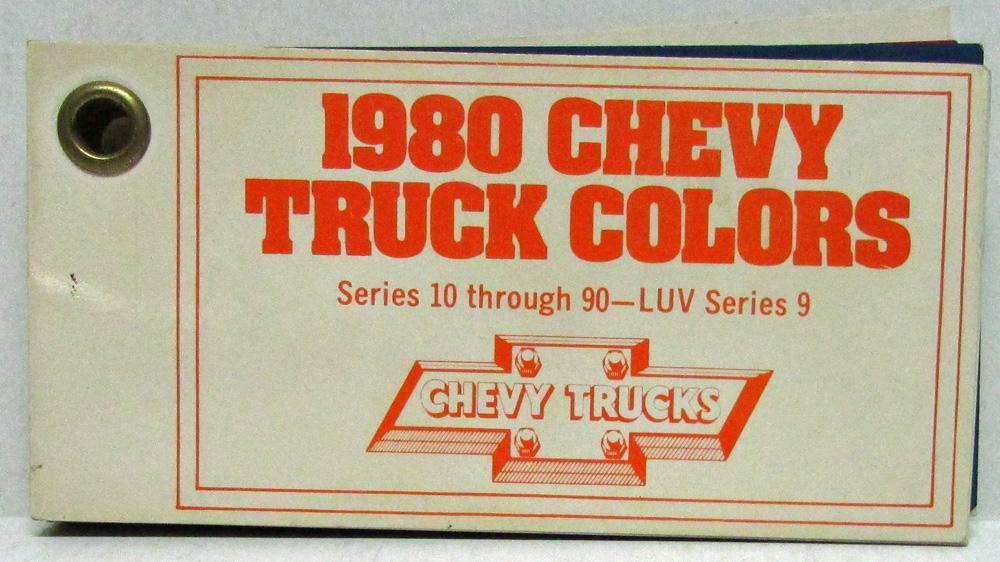 1980 CHEVY
TRUCK COLORS
Series 10 through 90—LUV Series 9
CHEVY TRUCKS